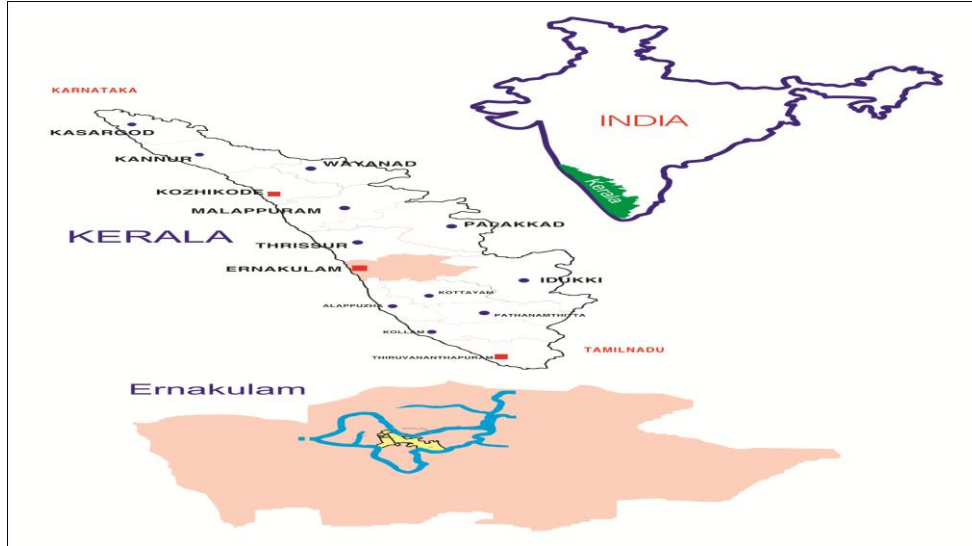 KARNATAKA
KASARGOD
KANNUR
WAYANAD
KOZHIKODE
MALAPPURAM
PALAKKAD
KERALA
THRISSUR
ERNAKULAM
IDUKKI
KOTTAYAM
ALAPPUZHA
PATHANAMTHITTA
KOLLAM
THIRUVANANTHAPURAM
TAMILNADU
INDIA
Kerala
Ernakulam